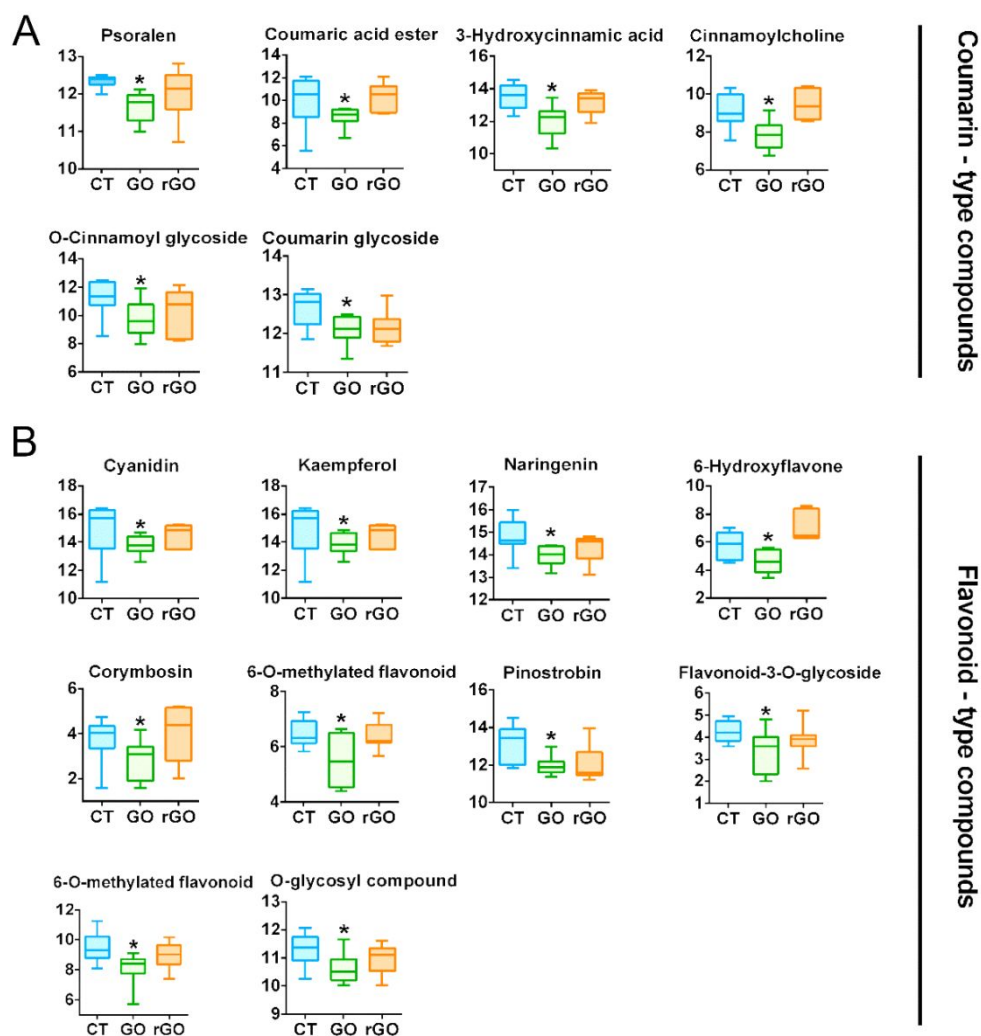 A
Psoralen
Coumaric acid ester
3-Hydroxycinnamic acid
Cinnamoylcholine
13
12
11
10
*
CT GO rGO
14
12
10
8
6
4
*
CT GO rGO
16
14
12
*
CT GO rGO
12
10
8
6
*
CT GO rGO
O-Cinnamoyl glycoside
Coumarin glycoside
14
12
10
8
6
*
CT GO rGO
14
13
12
11
*
CT GO rGO
Coumarin - type compounds
B
Cyanidin
Kaempferol
Naringenin
6-Hydroxyflavone
18
16
14
12
10
*
CT GO rGO
18
16
14
12
10
*
CT GO rGO
17
16
15
14
13
12
*
CT GO rGO
10
8
6
4
2
*
CT GO rGO
Corymbosin
6-O-methylated flavonoid
Pinostrobin
Flavonoid-3-O-glycoside
6
4
2
*
CT GO rGO
8
6
4
*
CT GO rGO
16
14
12
10
*
CT GO rGO
6
5
4
3
2
1
*
CT GO rGO
6-O-methylated flavonoid
O-glycosyl compound
12
10
8
6
*
CT GO rGO
13
12
11
10
9
*
CT GO rGO
Flavonoid - type compounds